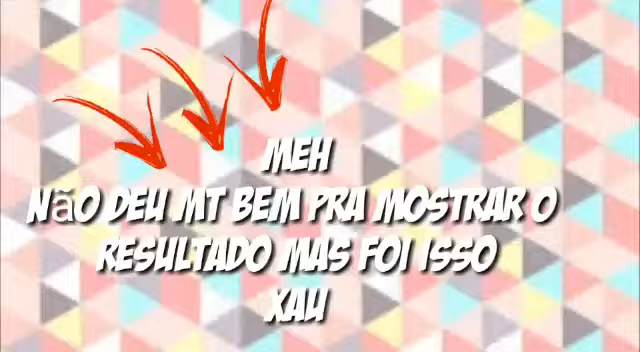 MEH
NãO DEU MT BEM PRA MOSTRAR O
RESULTADO MAS FOI ISSO
XAU